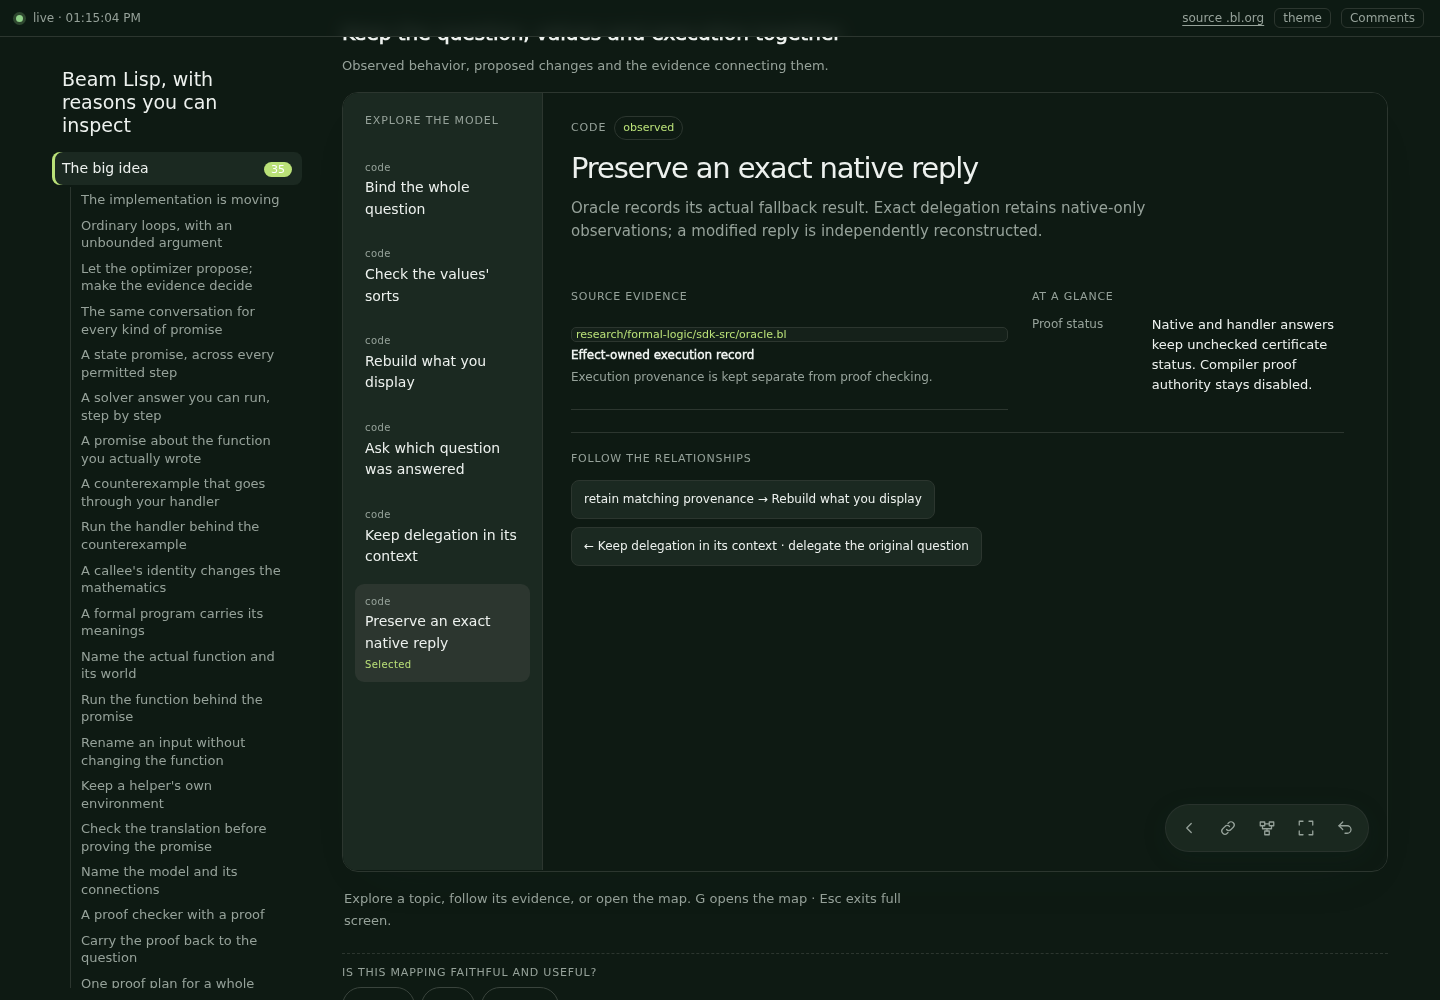 live · 01:15:04 PM
source .bl.org
theme
Comments
Beam Lisp, with
reasons you can
inspect
The big idea
35
The implementation is moving
Ordinary loops, with an
unbounded argument
Let the optimizer propose;
make the evidence decide
The same conversation for
every kind of promise
A state promise, across every
permitted step
A solver answer you can run,
step by step
A promise about the function
you actually wrote
A counterexample that goes
through your handler
Run the handler behind the
counterexample
A callee's identity changes the
mathematics
A formal program carries its
meanings
Name the actual function and
its world
Run the function behind the
promise
Rename an input without
changing the function
Keep a helper's own
environment
Check the translation before
proving the promise
Name the model and its
connections
A proof checker with a proof
Carry the proof back to the
question
One proof plan for a whole
Keep the question, values and execution together
Observed behavior, proposed changes and the evidence connecting them.
EXPLORE THE MODEL
code
Bind the whole
question
code
Check the values'
sorts
code
Rebuild what you
display
code
Ask which question
was answered
code
Keep delegation in its
context
code
Preserve an exact
native reply
Selected
CODE
observed
Preserve an exact native reply
Oracle records its actual fallback result. Exact delegation retains native-only
observations; a modified reply is independently reconstructed.
SOURCE EVIDENCE
research/formal-logic/sdk-src/oracle.bl
Effect-owned execution record
Execution provenance is kept separate from proof checking.
AT A GLANCE
Proof status
Native and handler answers
keep unchecked certificate
status. Compiler proof
authority stays disabled.
FOLLOW THE RELATIONSHIPS
retain matching provenance → Rebuild what you display
← Keep delegation in its context · delegate the original question
Explore a topic, follow its evidence, or open the map. G opens the map · Esc exits full
screen.
IS THIS MAPPING FAITHFUL AND USEFUL?